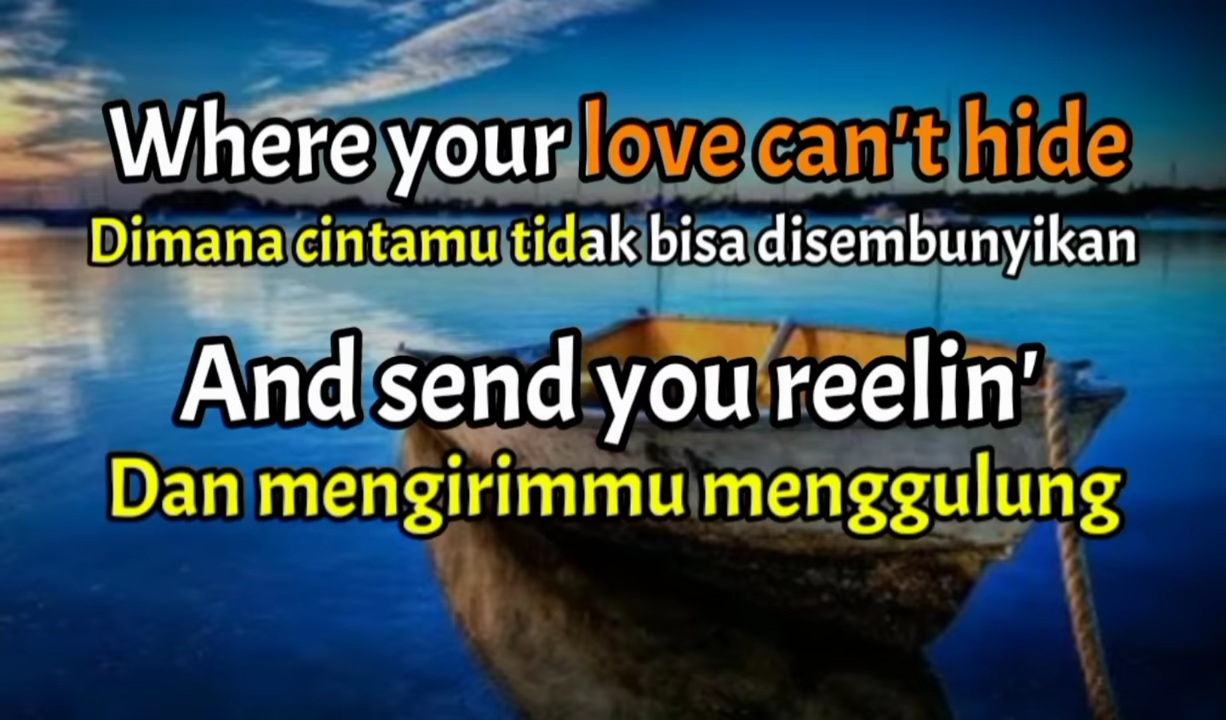 Where your love can't hide
Dimana cintamu tidak bisa disembunyikan
And send you reelin'
Dan mengirimmu menggulung